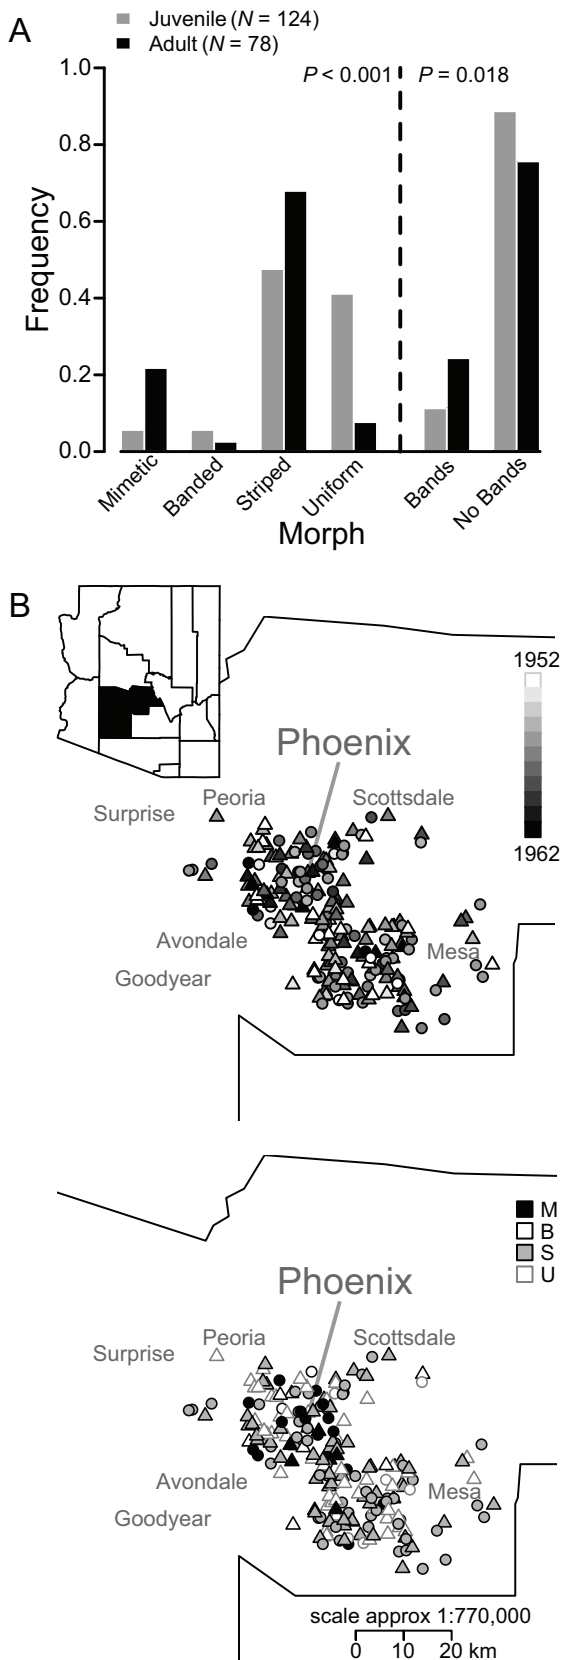 A
Juvenile (N = 124)
Adult (N = 78)
P < 0.001
P = 0.018
1.0
0.8
0.6
0.4
0.2
0.0
Frequency
Mimetic
Banded
Striped
Uniform
Bands
No Bands
Morph
B
1952
1962
Phoenix
Surprise
Peoria
Scottsdale
Avondale
Mesa
Goodyear
M
B
S
U
Phoenix
Surprise
Peoria
Scottsdale
Avondale
Mesa
Goodyear
scale approx 1:770,000
0 10 20 km